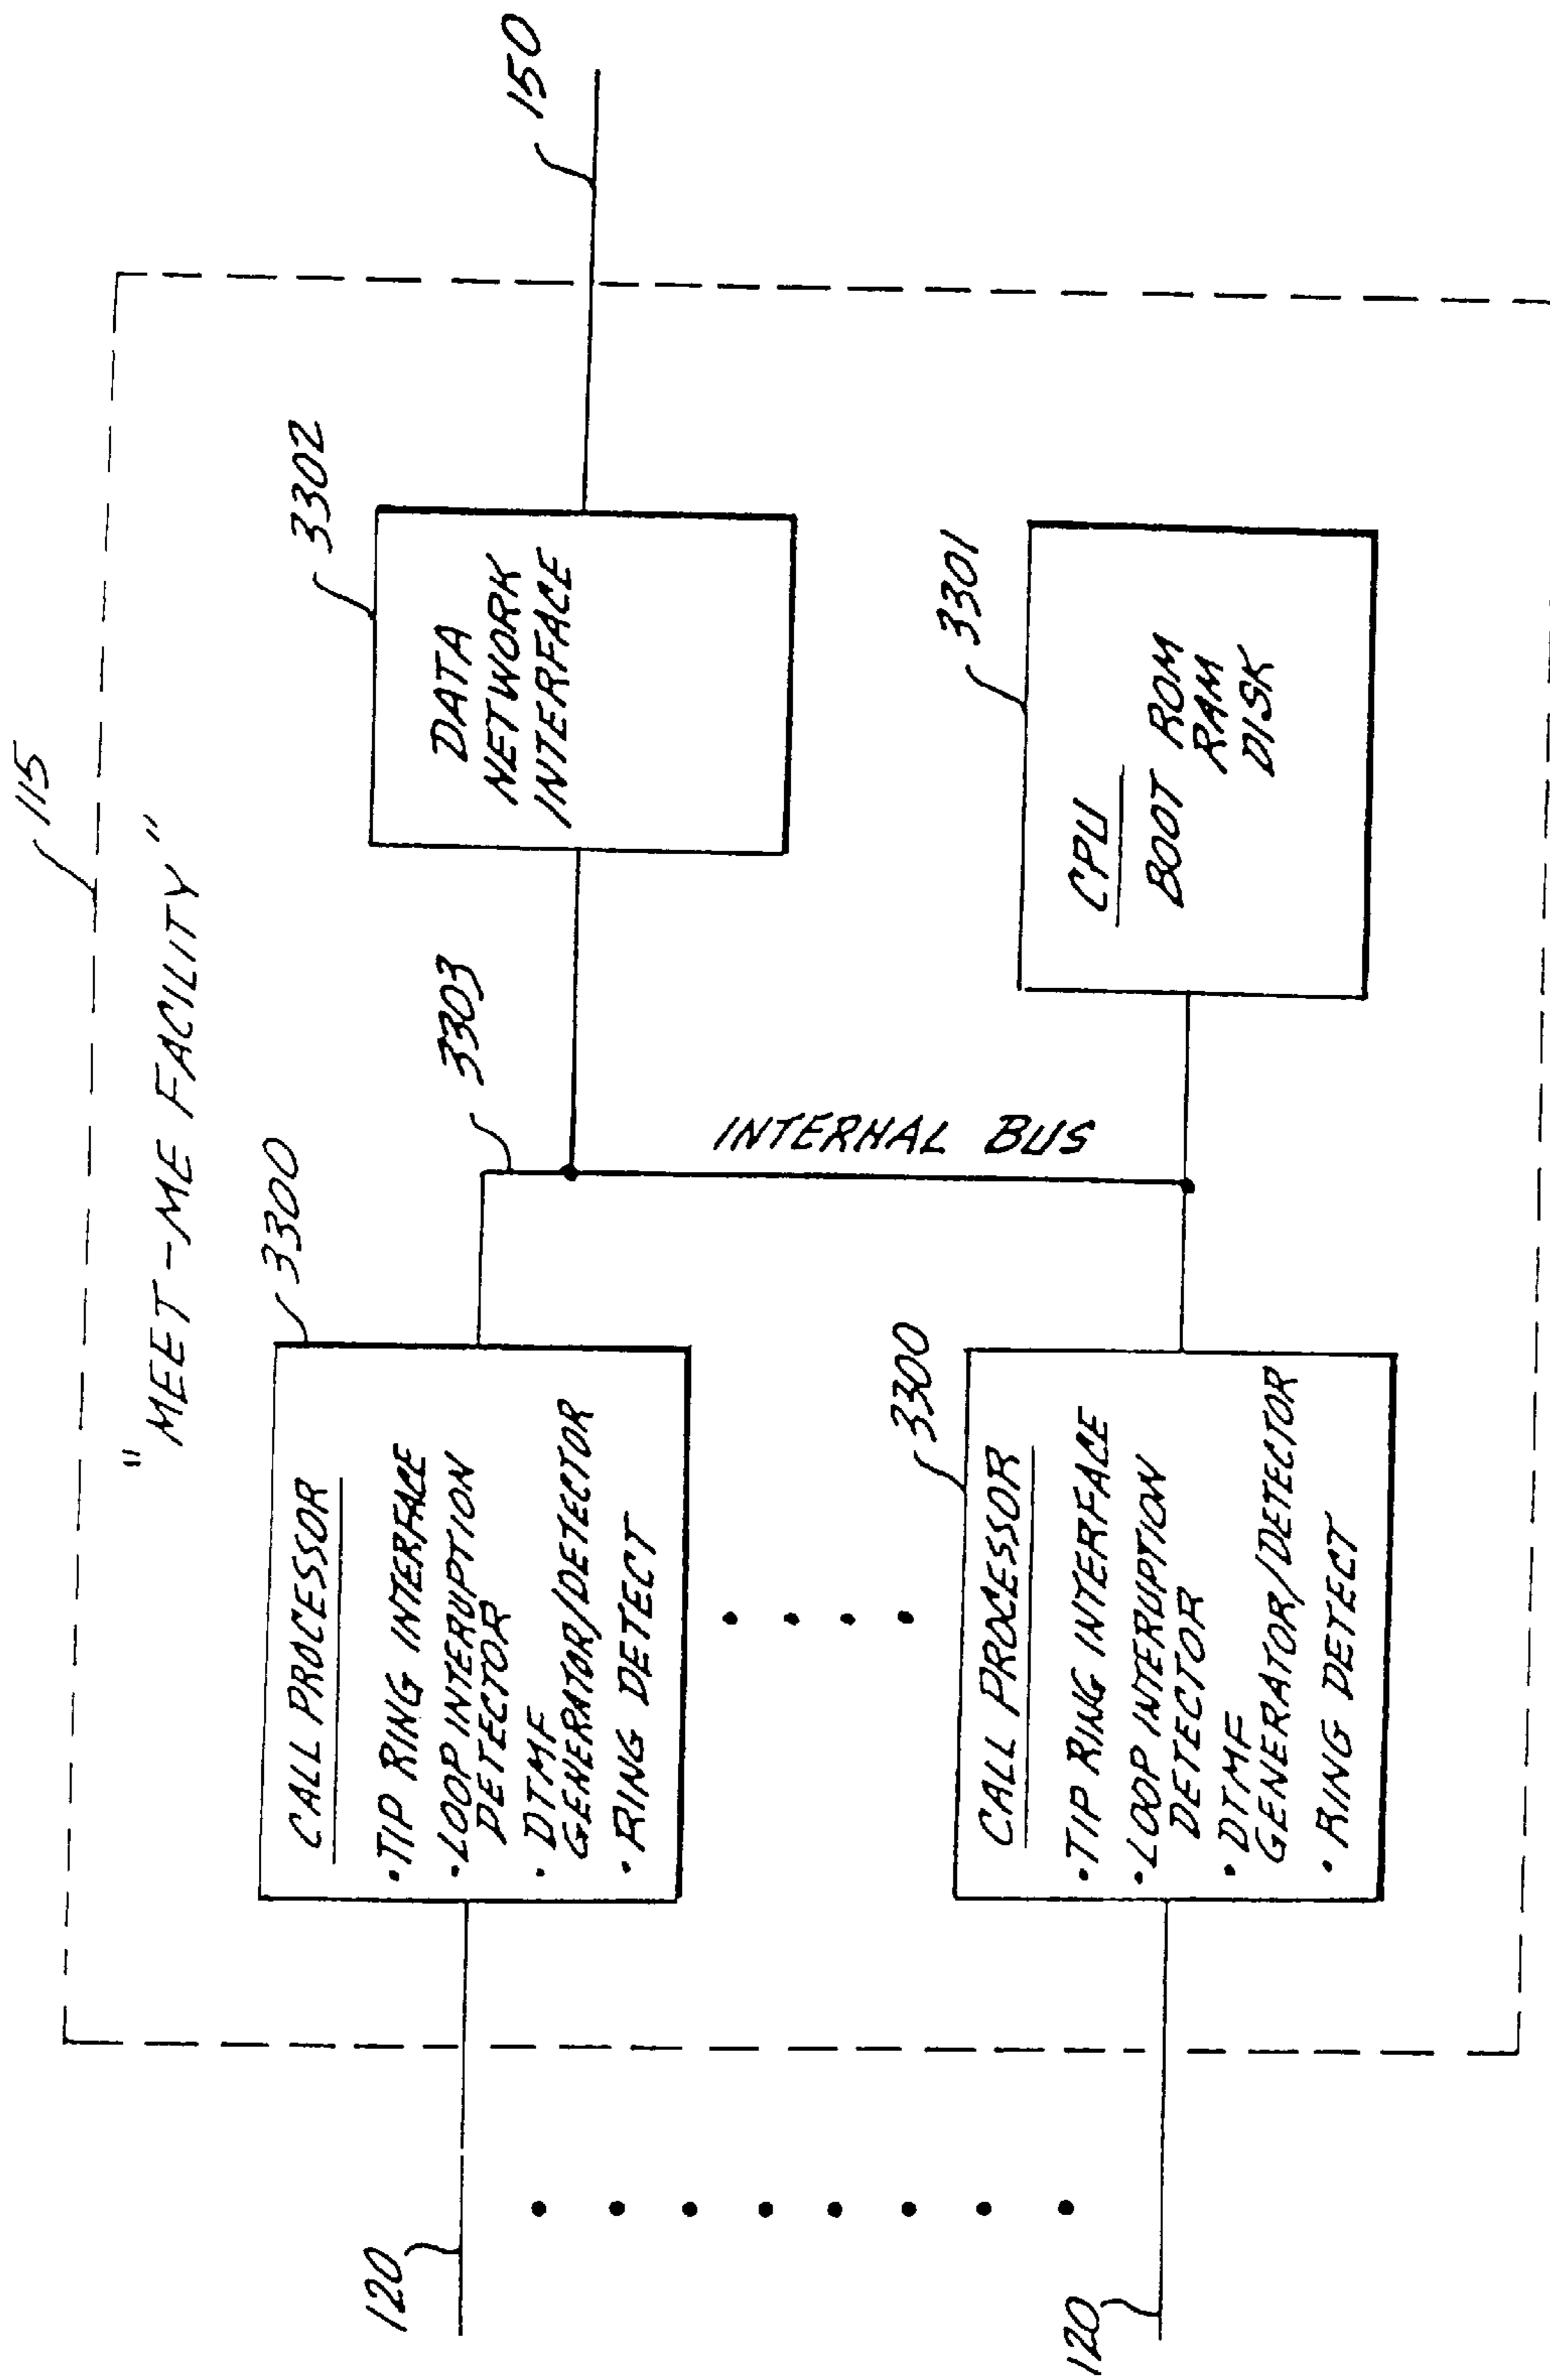 115
"MEET-ME FACILITY"
150
3300
CALL PROCESSOR
•TIP RING INTERFACE
•LOOP INTERRUPTION
DETECTOR
•DTMF
GENERATOR/DETECTOR
•RING DETECT
120
3303
INTERNAL BUS
3302
DATA
NETWORK
INTERFACE
3300
CALL PROCESSOR
•TIP RING INTERFACE
•LOOP INTERRUPTION
DETECTOR
•DTMF
GENERATOR/DETECTOR
•RING DETECT
120
3301
CPU
BOOT ROM
RAM
DISK